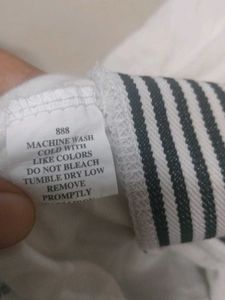 888
MACHINE WASH
COLD WITH
LIKE COLORS
DO NOT BLEACH
TUMBLE DRY LOW
REMOVE
PROMPTLY